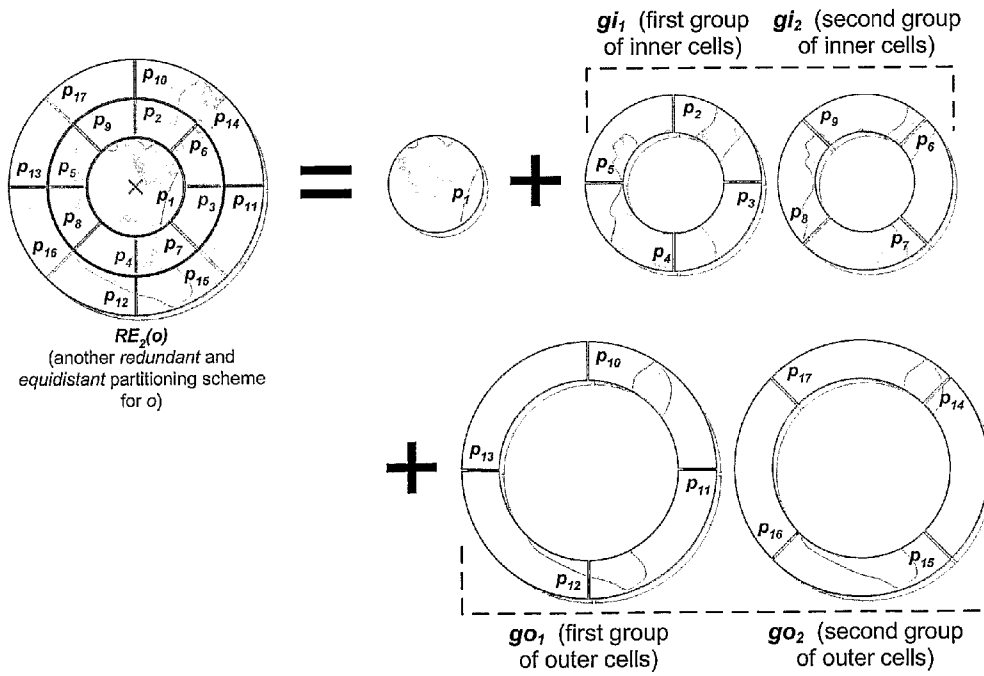 gi₁ (first group of inner cells)
gi₂ (second group of inner cells)
p₁₀
p₁₇
p₉
p₂
p₁₄
p₆
p₁₃
p₅
p₁
p₃
p₁₁
p₈
p₇
p₁₆
p₄
p₁₅
p₁₂
RE₂(o)
(another redundant and
equidistant partitioning scheme
for o)
=
p₁
+
p₂
p₅
p₃
p₄
p₉
p₆
p₈
p₇
+
p₁₀
p₁₃
p₁₁
p₁₂
p₁₇
p₁₄
p₁₆
p₁₅
go₁ (first group
of outer cells)
go₂ (second group
of outer cells)